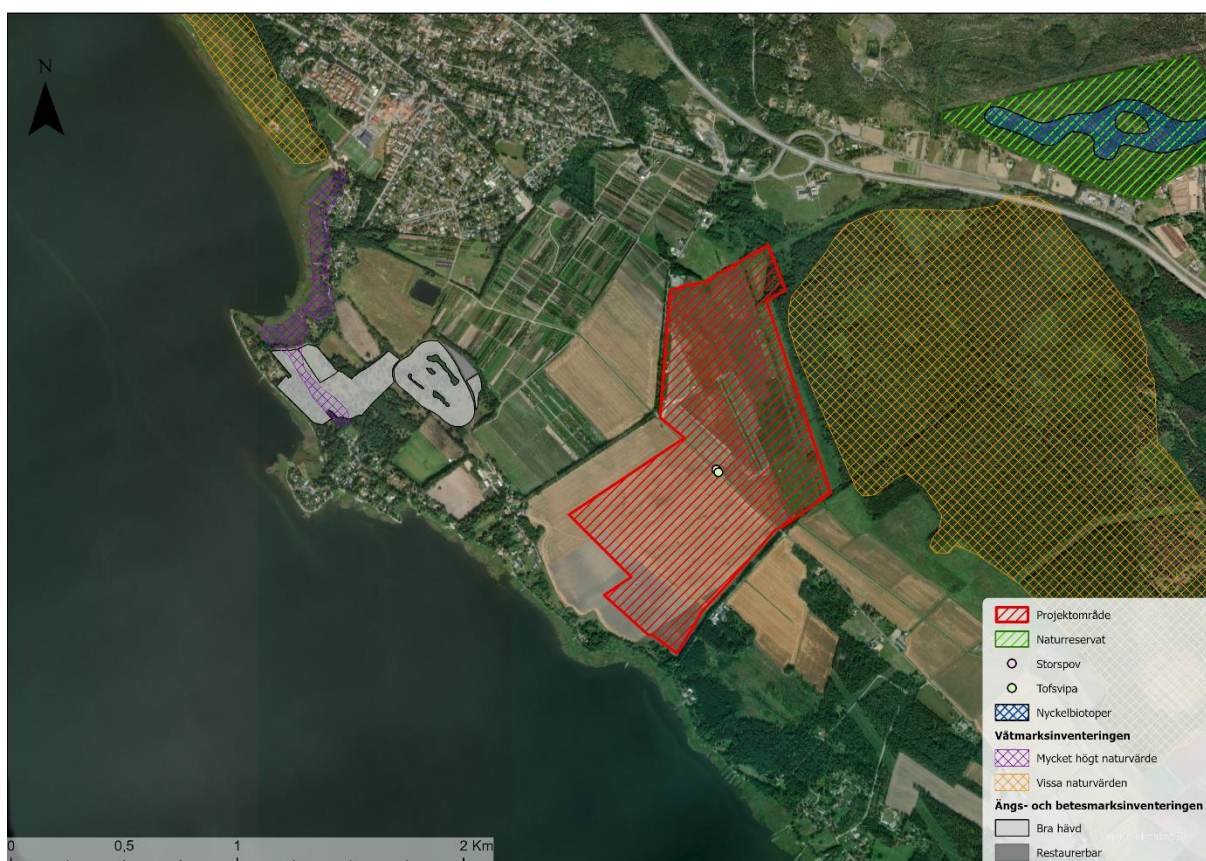 N
Projektområde
Naturreservat
Storspov
Tofsvipa
Nyckelbiotoper
Våtmarksinventeringen
Mycket högt naturvärde
Vissa naturvärden
Ängs- och betesmarksinventeringen
Bra hävd
Restaurerbar
0 0,5 1 2 Km